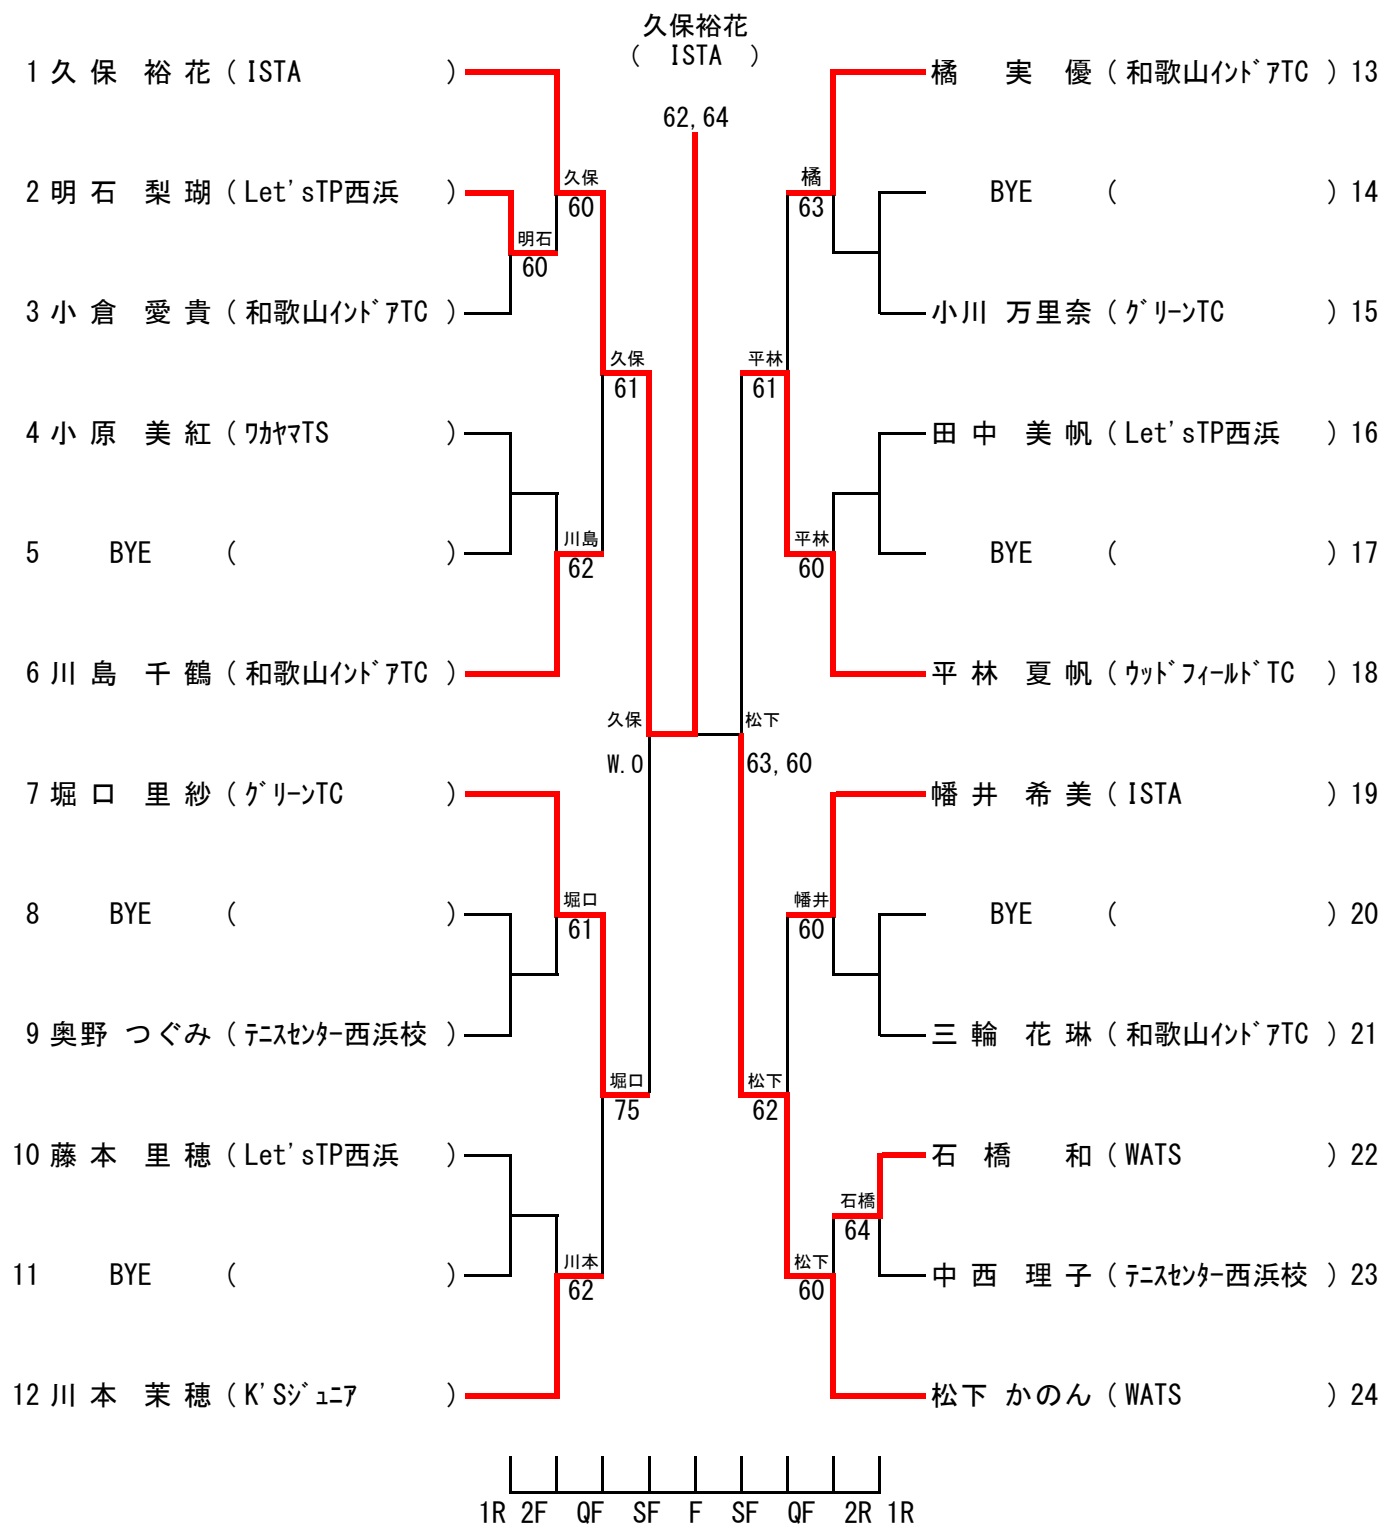 久保裕花
( ISTA )
62,64
1 久保 裕花 ( ISTA )
2 明石 梨瑚 ( Let'sTP西浜 )
3 小倉 愛貴 ( 和歌山ｲﾝﾄﾞｱTC )
4 小原 美紅 ( ﾜｶﾔﾏTS )
5 BYE ( )
6 川島 千鶴 ( 和歌山ｲﾝﾄﾞｱTC )
7 堀口 里紗 ( ｸﾞﾘｰﾝTC )
8 BYE ( )
9 奥野 つぐみ ( ﾃﾆｽｾﾝﾀｰ西浜校 )
10 藤本 里穂 ( Let'sTP西浜 )
11 BYE ( )
12 川本 茉穂 ( K'Sｼﾞｭﾆｱ )
明石
60
久保
60
川島
62
堀口
61
川本
62
久保
61
堀口
75
久保
W.O
松下
63,60
平林
61
松下
62
橘
63
平林
60
幡井
60
松下
60
石橋
64
橘 実優 ( 和歌山ｲﾝﾄﾞｱTC ) 13
BYE ( ) 14
小川 万里奈 ( ｸﾞﾘｰﾝTC ) 15
田中 美帆 ( Let'sTP西浜 ) 16
BYE ( ) 17
平林 夏帆 ( ｳｯﾄﾞﾌｨｰﾙﾄﾞTC ) 18
幡井 希美 ( ISTA ) 19
BYE ( ) 20
三輪 花琳 ( 和歌山ｲﾝﾄﾞｱTC ) 21
石橋 和 ( WATS ) 22
中西 理子 ( ﾃﾆｽｾﾝﾀｰ西浜校 ) 23
松下 かのん ( WATS ) 24
1R 2F QF SF F SF QF 2R 1R